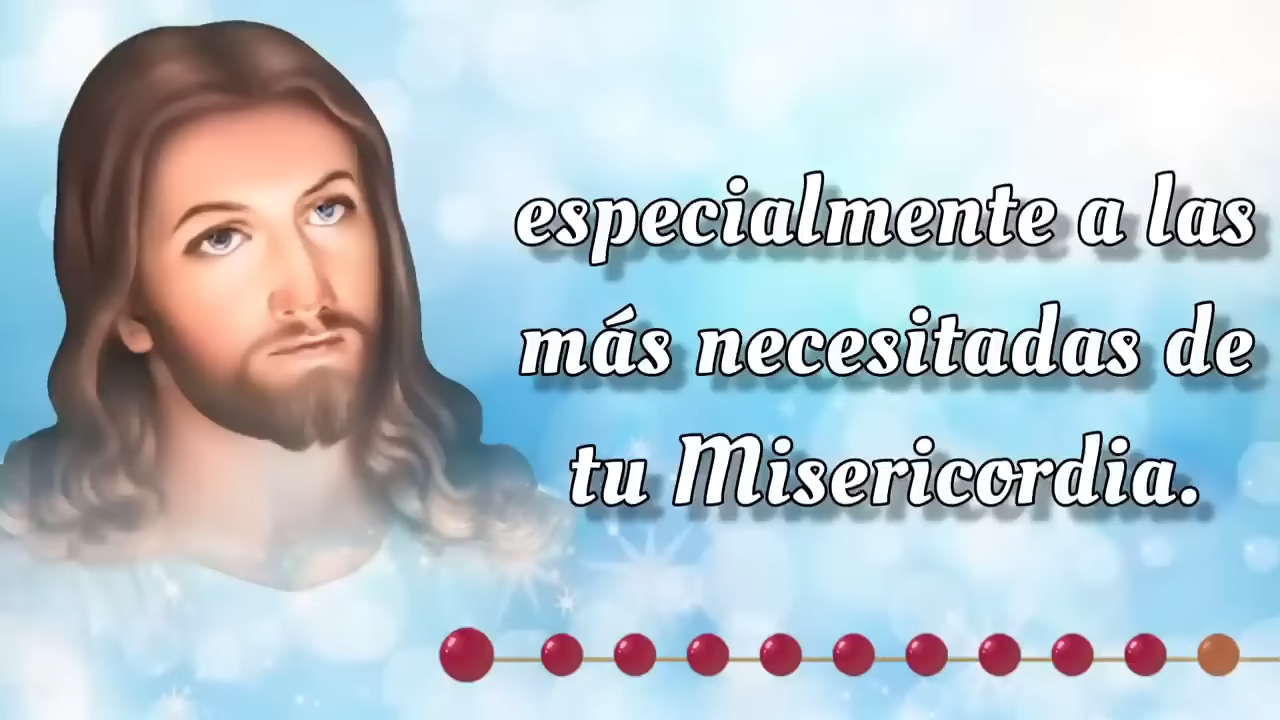 especialmente a las
más necesitadas de
tu Misericordia.